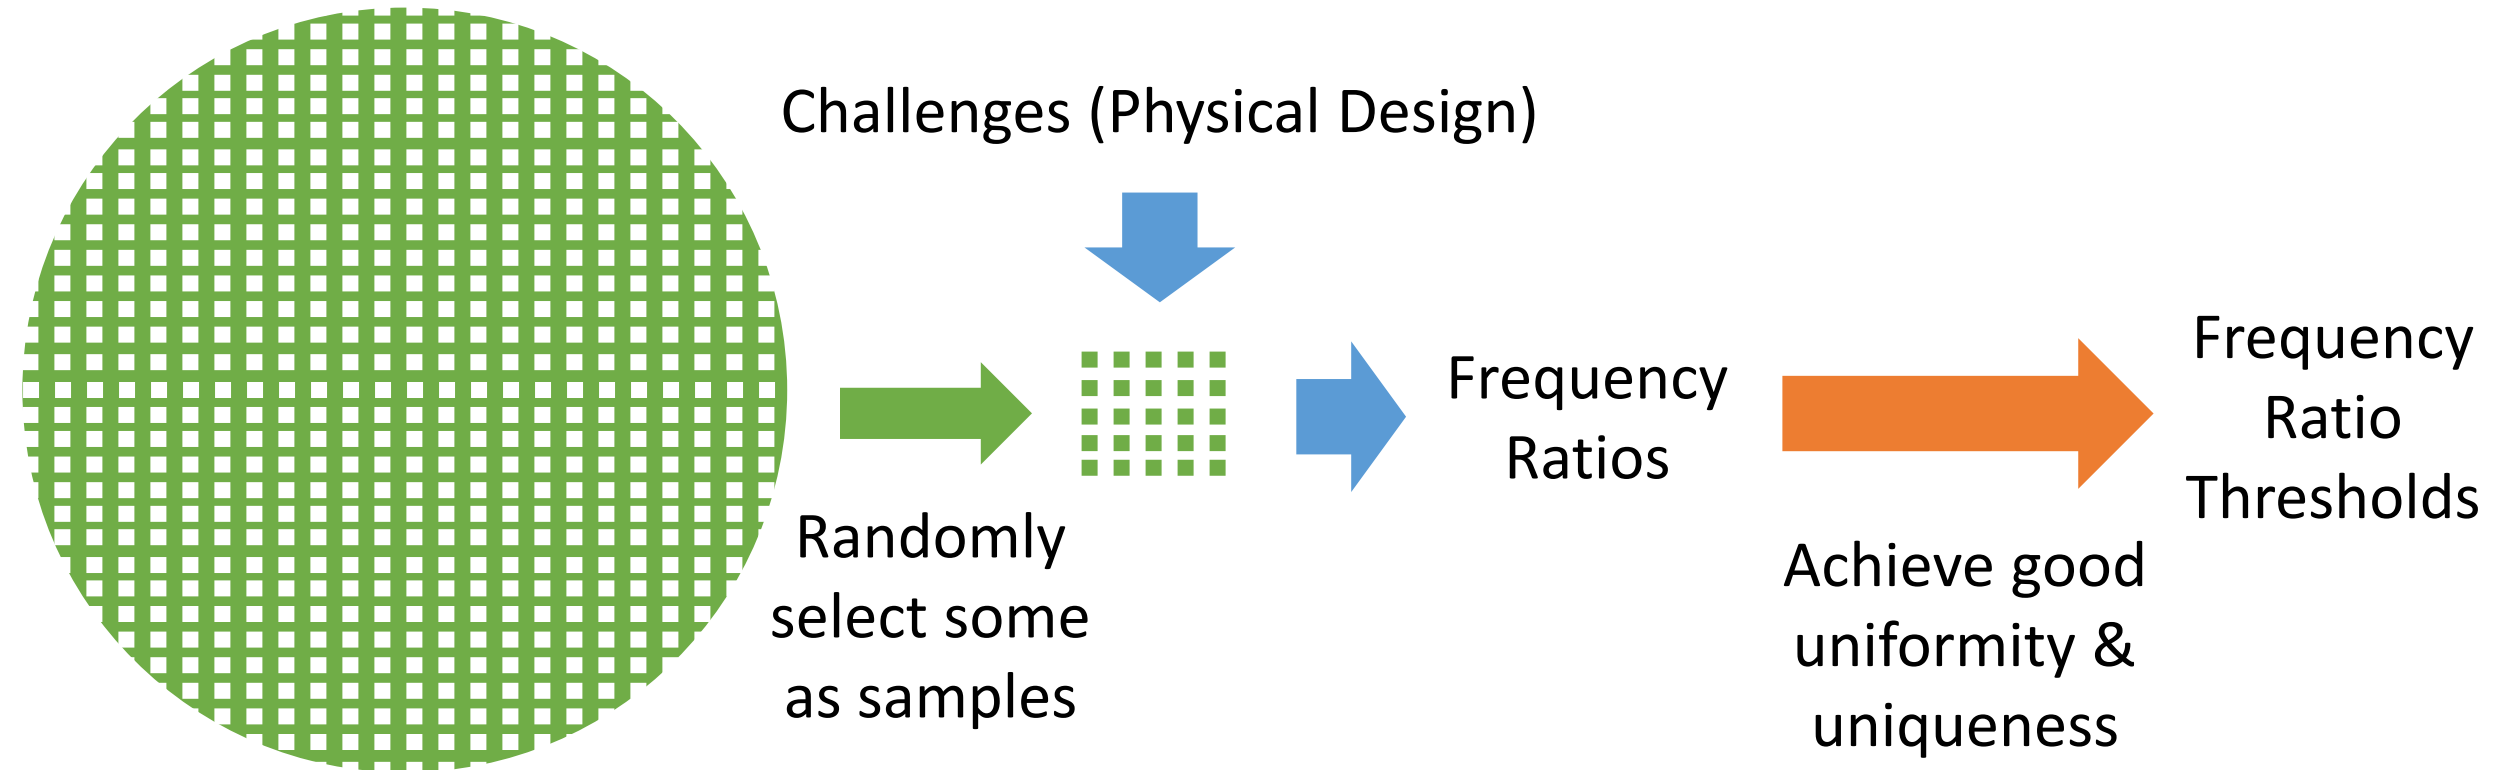 Challenges (Physical Design)
Randomly
select some
as samples
Frequency
Ratios
Achieve good
uniformity &
uniqueness
Frequency
Ratio
Thresholds